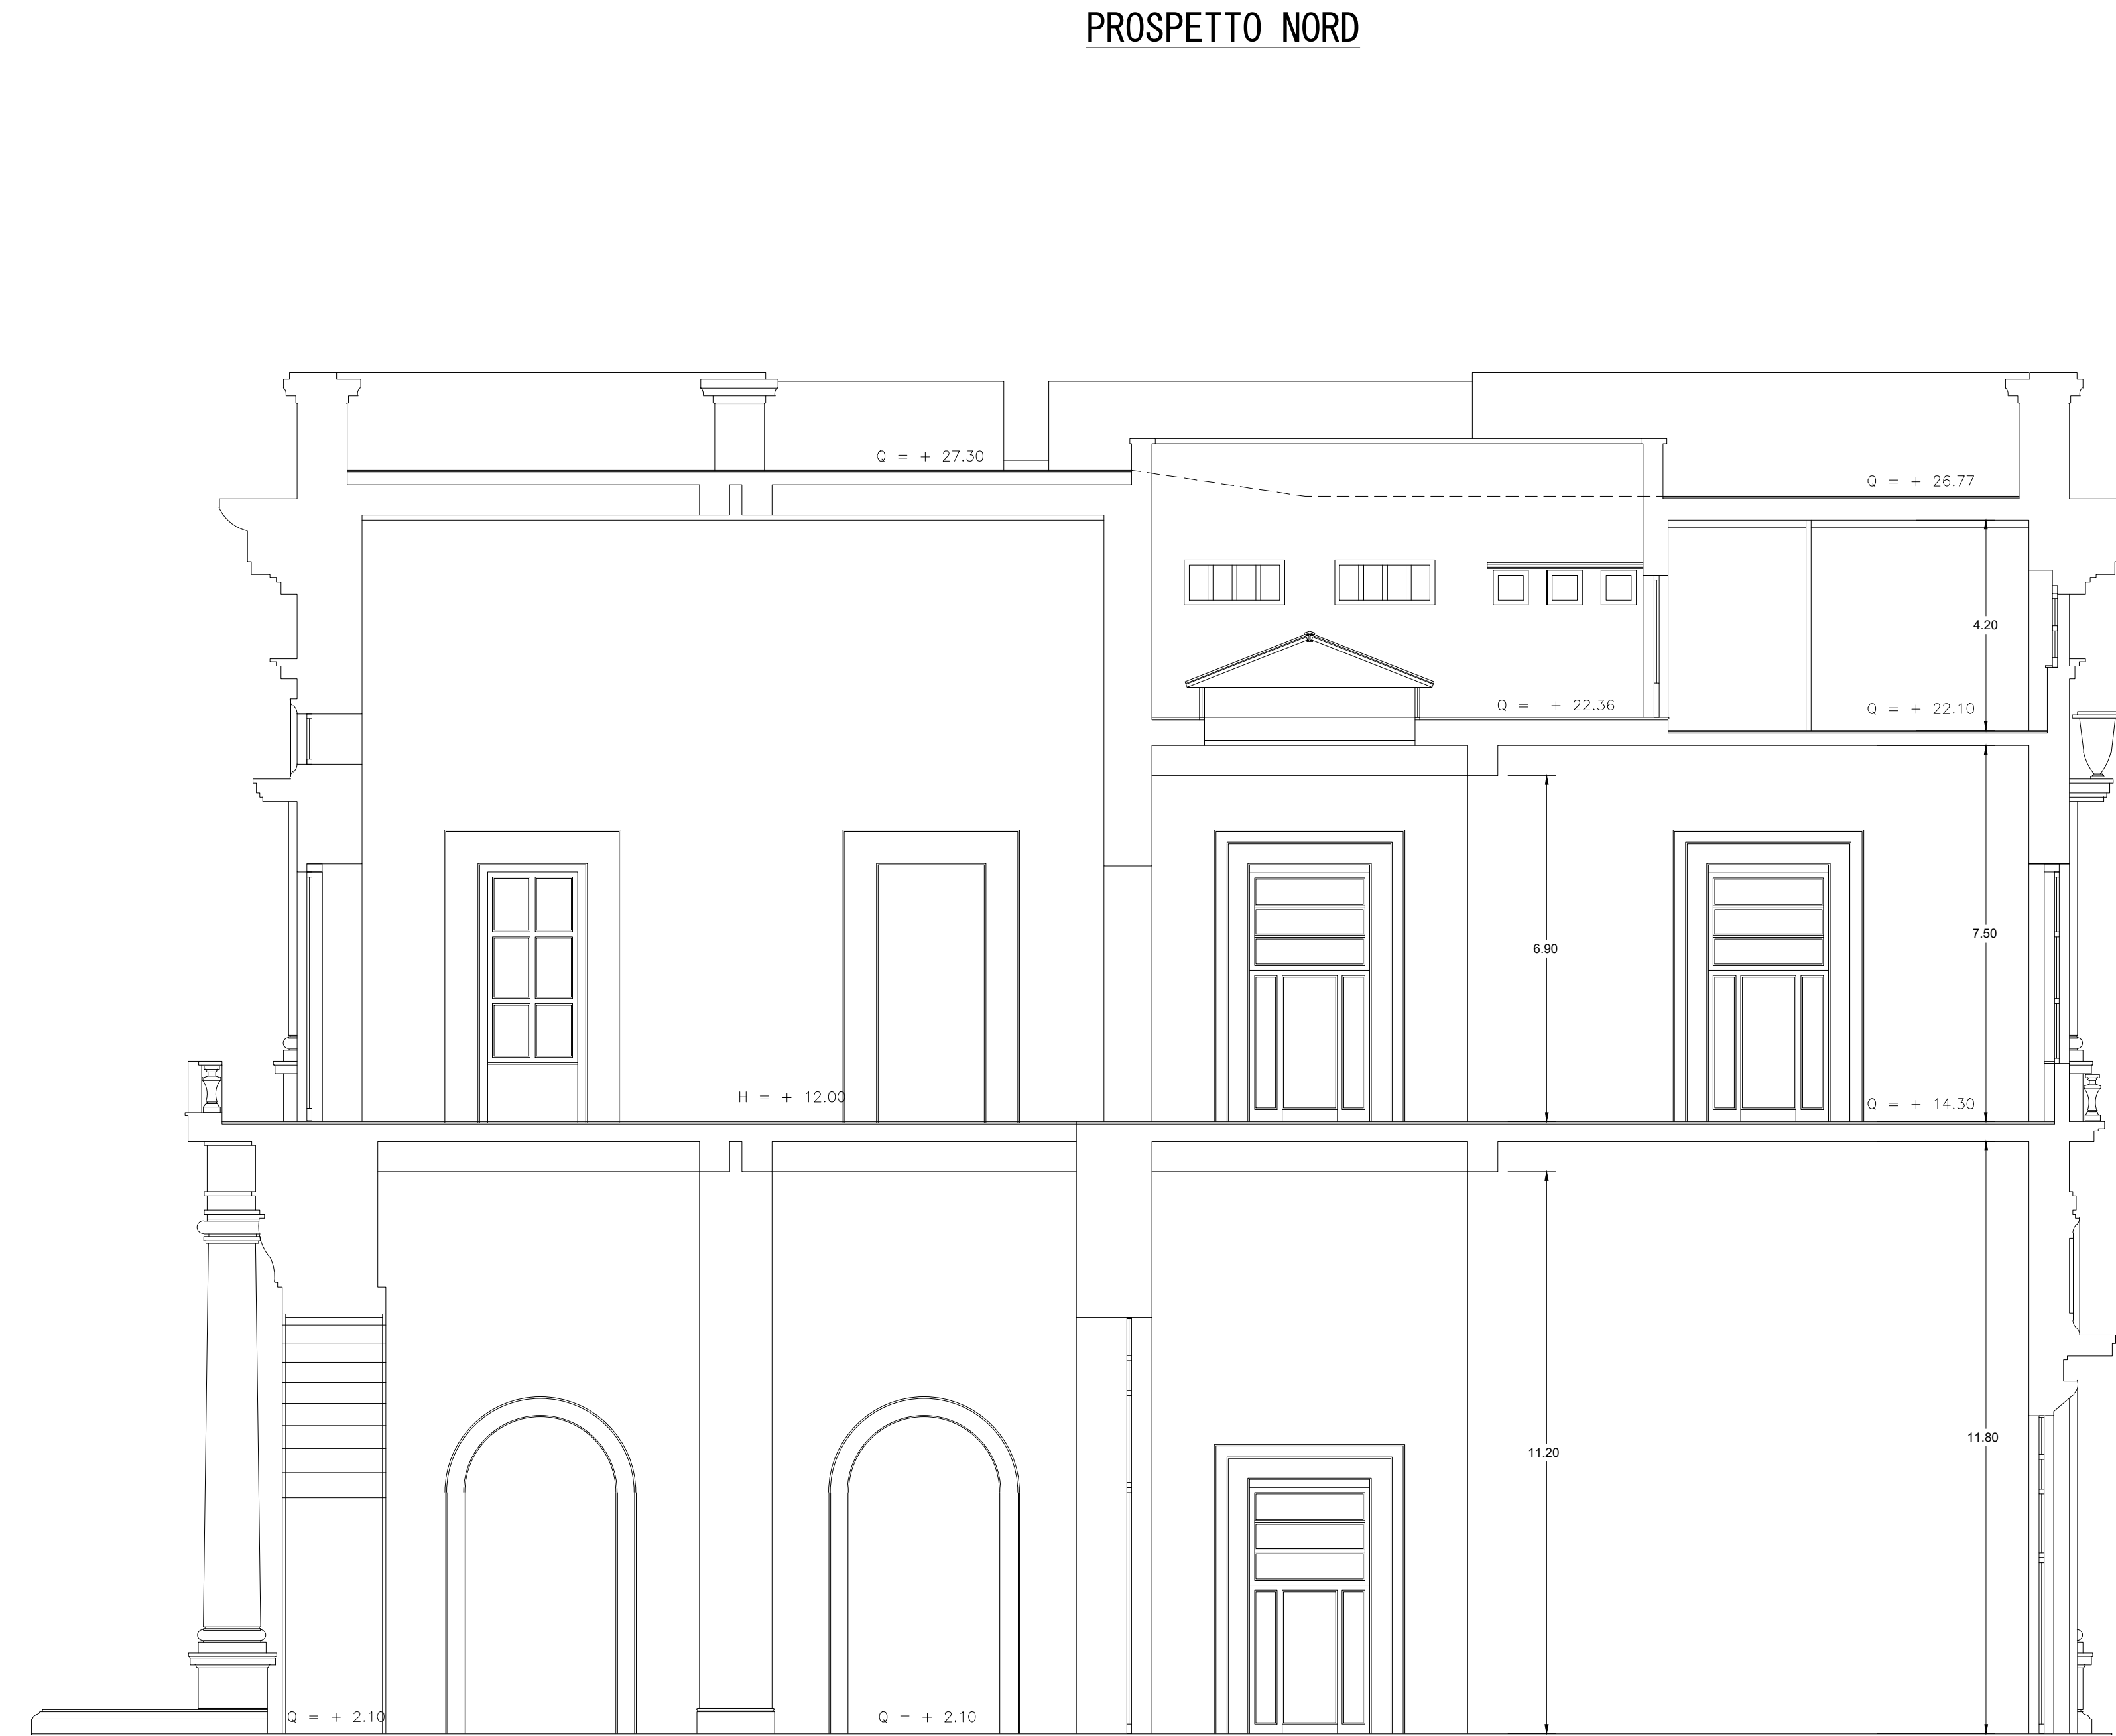 PROSPETTO NORD
Q = + 27.30
Q = + 26.77
4.20
Q = + 22.36
Q = + 22.10
7.50
6.90
H = + 12.00
Q = + 14.30
11.80
11.20
Q = + 2.10
Q = + 2.10